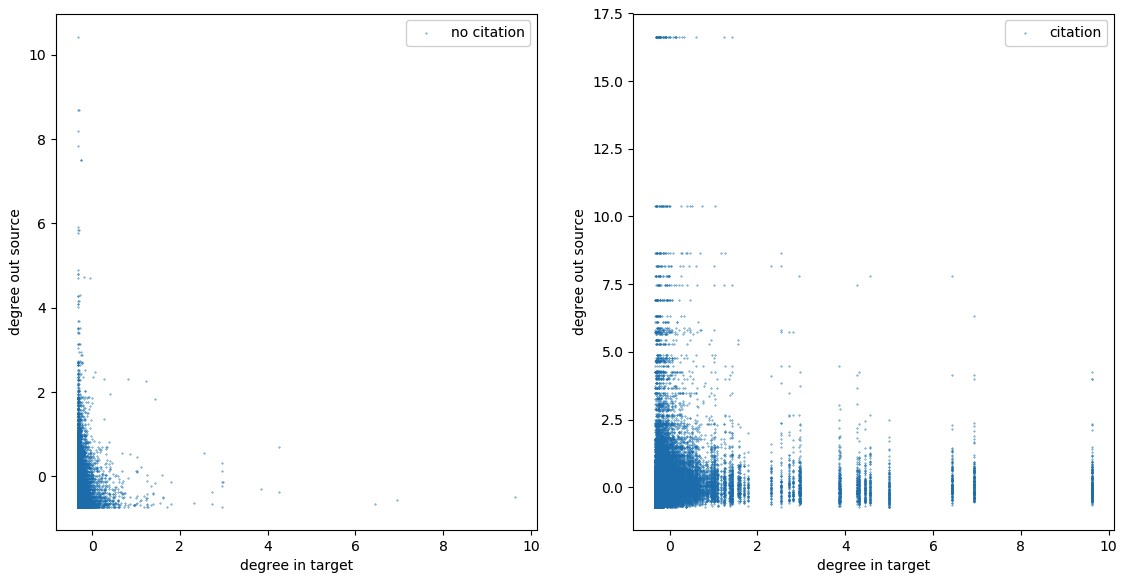 no citation
10
8
6
4
2
0
degree out source
0 2 4 6 8 10
degree in target
citation
17.5
15.0
12.5
10.0
7.5
5.0
2.5
0.0
degree out source
0 2 4 6 8 10
degree in target